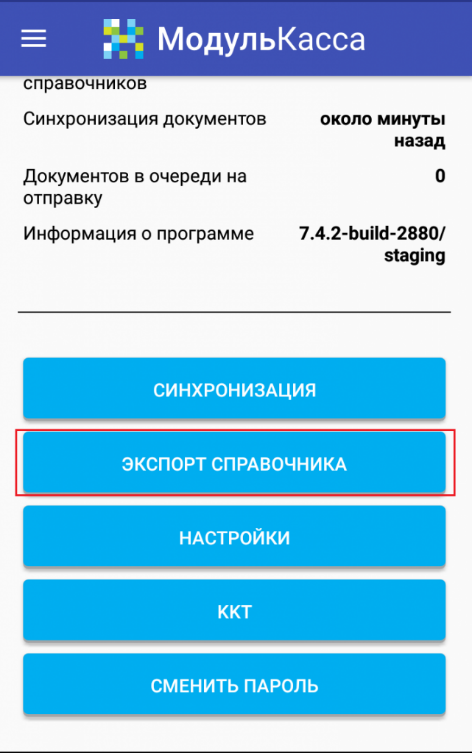 МодульКасса
справочников
Синхронизация документов
около минуты
назад
Документов в очереди на
отправку
0
Информация о программе
7.4.2-build-2880/
staging
СИНХРОНИЗАЦИЯ
ЭКСПОРТ СПРАВОЧНИКА
НАСТРОЙКИ
ККТ
СМЕНИТЬ ПАРОЛЬ